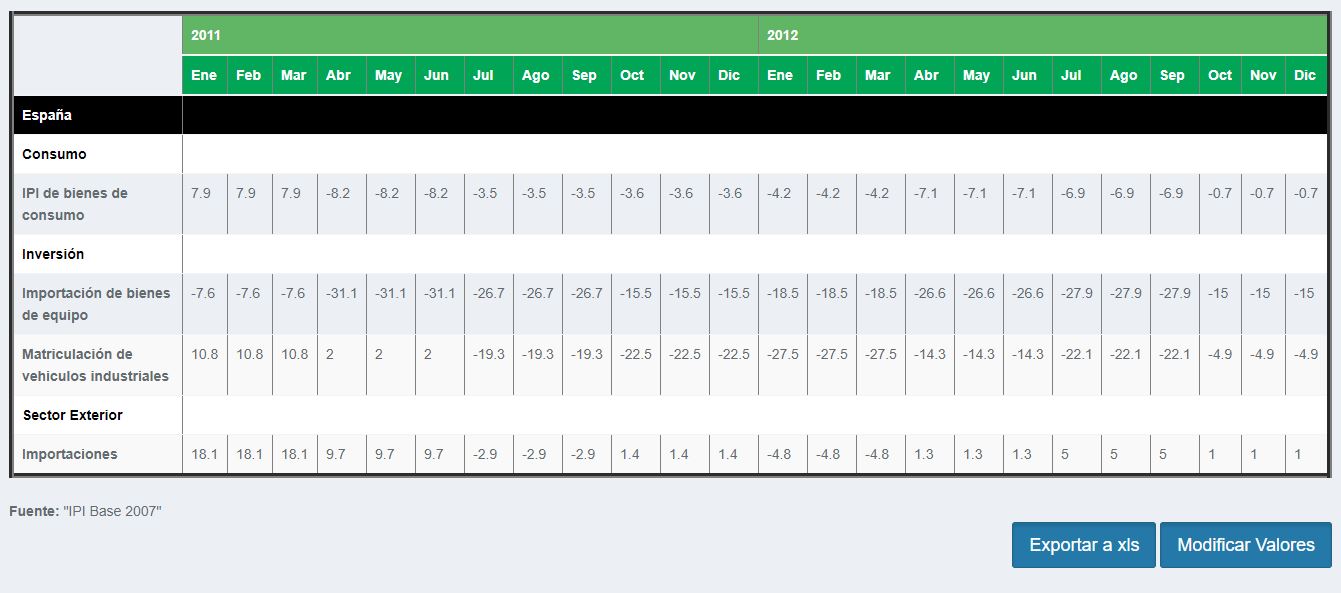 2011 2012
Ene Feb Mar Abr May Jun Jul Ago Sep Oct Nov Dic Ene Feb Mar Abr May Jun Jul Ago Sep Oct Nov Dic
España
Consumo
IPI de bienes de 7.9 7.9 7.9 -8.2 -8.2 -8.2 -3.5 -3.5 -3.5 -3.6 -3.6 -3.6 -4.2 -4.2 -4.2 -7.1 -7.1 -7.1 -6.9 -6.9 -6.9 -0.7 -0.7 -0.7
consumo
Inversión
Importación de bienes -7.6 -7.6 -7.6 -31.1 -31.1 -31.1 -26.7 -26.7 -26.7 -15.5 -15.5 -15.5 -18.5 -18.5 -18.5 -26.6 -26.6 -26.6 -27.9 -27.9 -27.9 -15 -15 -15
de equipo
Matriculación de 10.8 10.8 10.8 2 2 2 -19.3 -19.3 -19.3 -22.5 -22.5 -22.5 -27.5 -27.5 -27.5 -14.3 -14.3 -14.3 -22.1 -22.1 -22.1 -4.9 -4.9 -4.9
vehiculos industriales
Sector Exterior
Importaciones 18.1 18.1 18.1 9.7 9.7 9.7 -2.9 -2.9 -2.9 1.4 1.4 1.4 -4.8 -4.8 -4.8 1.3 1.3 1.3 5 5 5 1 1 1
Fuente: "IPI Base 2007"
Exportar a xls Modificar Valores